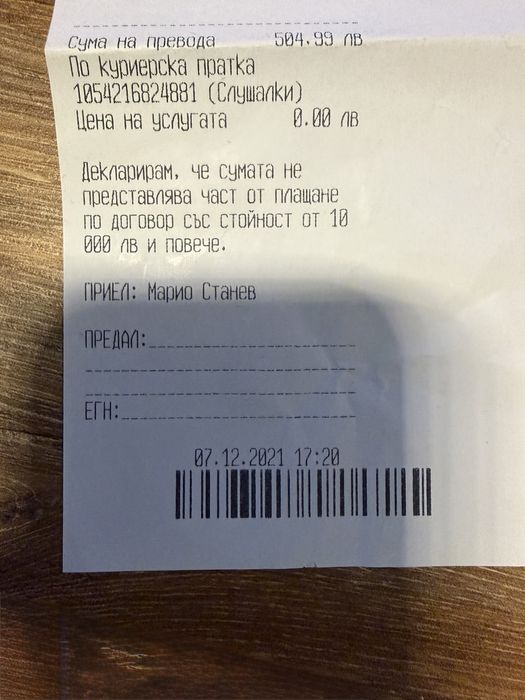 Сума на превода 504.99 лв
По куриерска пратка
1054216824881 (Слушалки)
Цена на услугата 0.00 лв
Декларирам, че сумата не
представлява част от плащане
по договор със стойност от 10
000 лв и повече.
ПРИЕЛ: Марио Станев
ПРЕДАЛ:
ЕГН:
07.12.2021 17:20